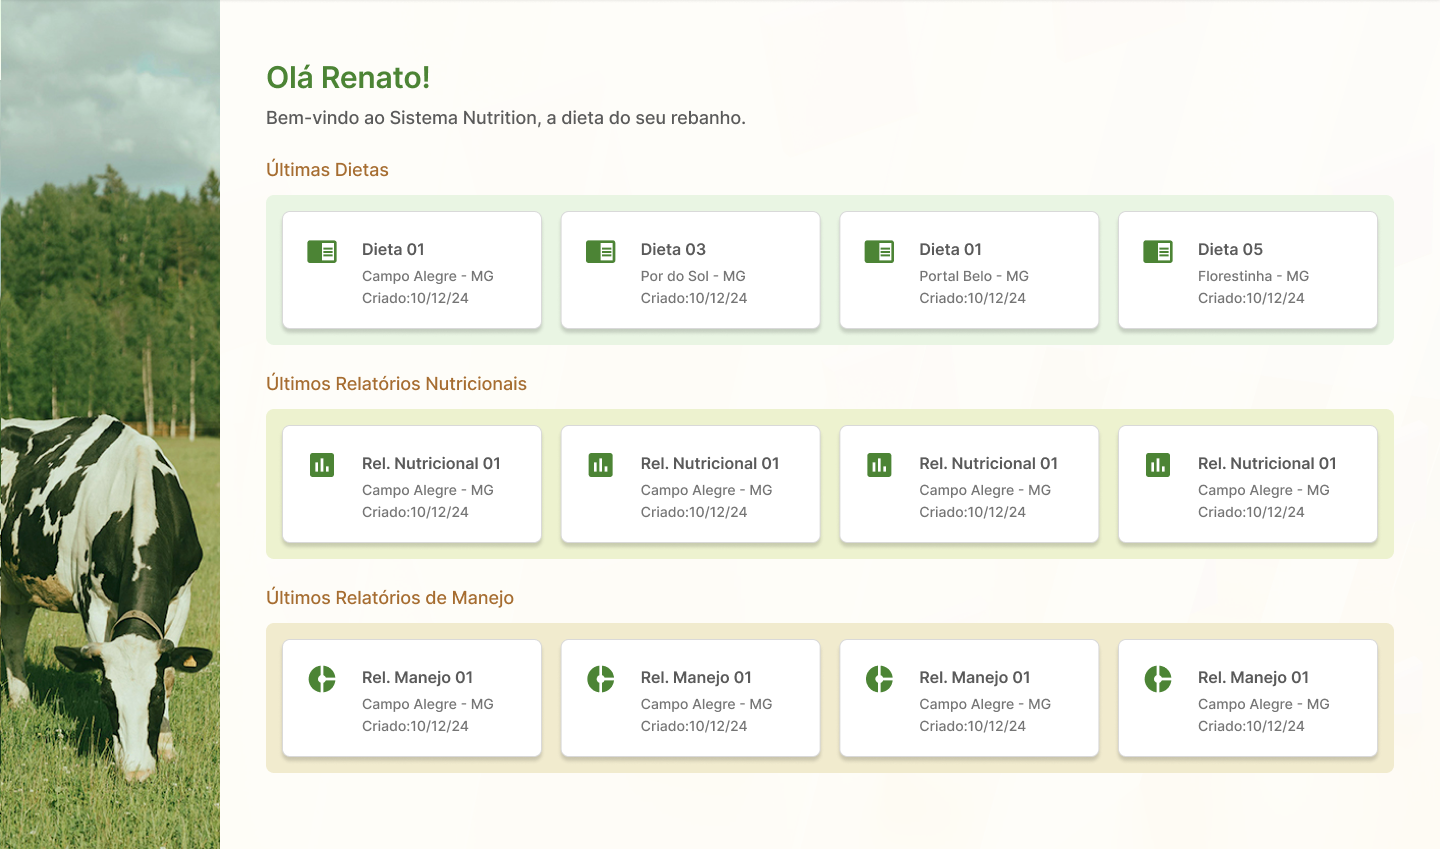 Olá Renato!
Bem-vindo ao Sistema Nutrition, a dieta do seu rebanho.
Últimas Dietas
Dieta 01
Campo Alegre - MG
Criado:10/12/24
Dieta 03
Por do Sol - MG
Criado:10/12/24
Dieta 01
Portal Belo - MG
Criado:10/12/24
Dieta 05
Florestinha - MG
Criado:10/12/24
Últimos Relatórios Nutricionais
Rel. Nutricional 01
Campo Alegre - MG
Criado:10/12/24
Rel. Nutricional 01
Campo Alegre - MG
Criado:10/12/24
Rel. Nutricional 01
Campo Alegre - MG
Criado:10/12/24
Rel. Nutricional 01
Campo Alegre - MG
Criado:10/12/24
Últimos Relatórios de Manejo
Rel. Manejo 01
Campo Alegre - MG
Criado:10/12/24
Rel. Manejo 01
Campo Alegre - MG
Criado:10/12/24
Rel. Manejo 01
Campo Alegre - MG
Criado:10/12/24
Rel. Manejo 01
Campo Alegre - MG
Criado:10/12/24